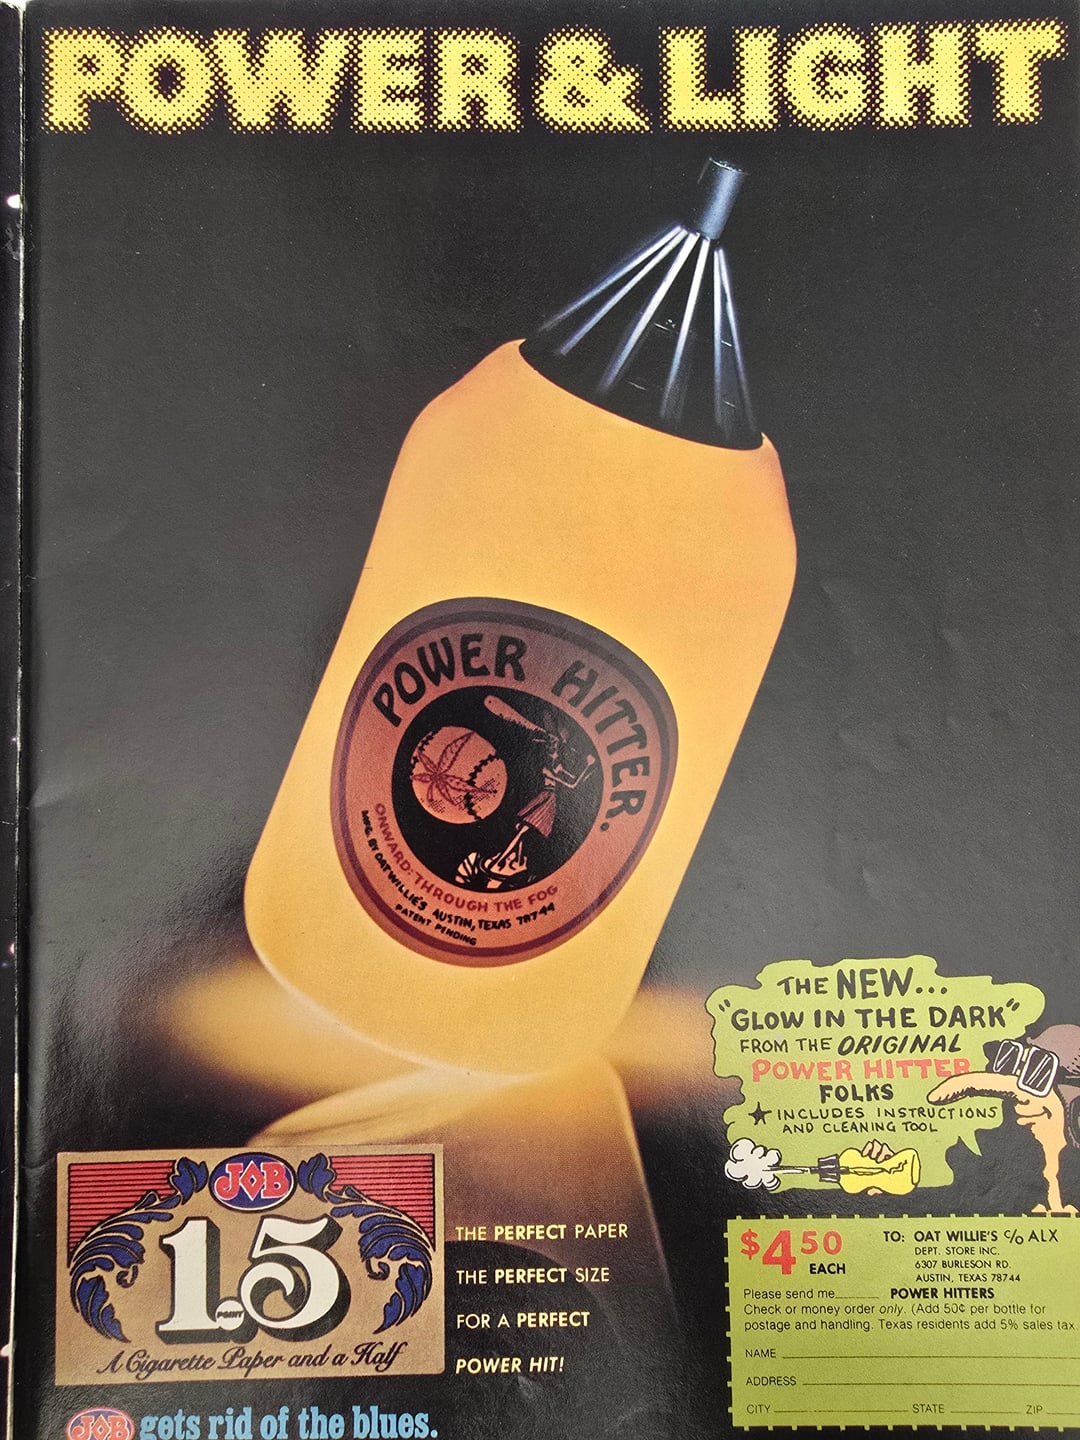 POWER & LIGHT
POWER HITTER.
ONWARD: THROUGH THE FOG
MFG. BY OAT WILLIE'S AUSTIN, TEXAS 78744
PATENT PENDING
THE NEW...
"GLOW IN THE DARK"
FROM THE ORIGINAL
POWER HITTER
FOLKS
★ INCLUDES INSTRUCTIONS
AND CLEANING TOOL
JOB
1.5
POINT
A Cigarette Paper and a Half
THE PERFECT PAPER
THE PERFECT SIZE
FOR A PERFECT
POWER HIT!
JOB gets rid of the blues.
$4.50
EACH
TO: OAT WILLIE'S c/o ALX
DEPT. STORE INC.
6307 BURLESON RD.
AUSTIN, TEXAS 78744
Please send me______ POWER HITTERS
Check or money order only. (Add 50¢ per bottle for
postage and handling. Texas residents add 5% sales tax.
NAME
ADDRESS
CITY STATE ZIP